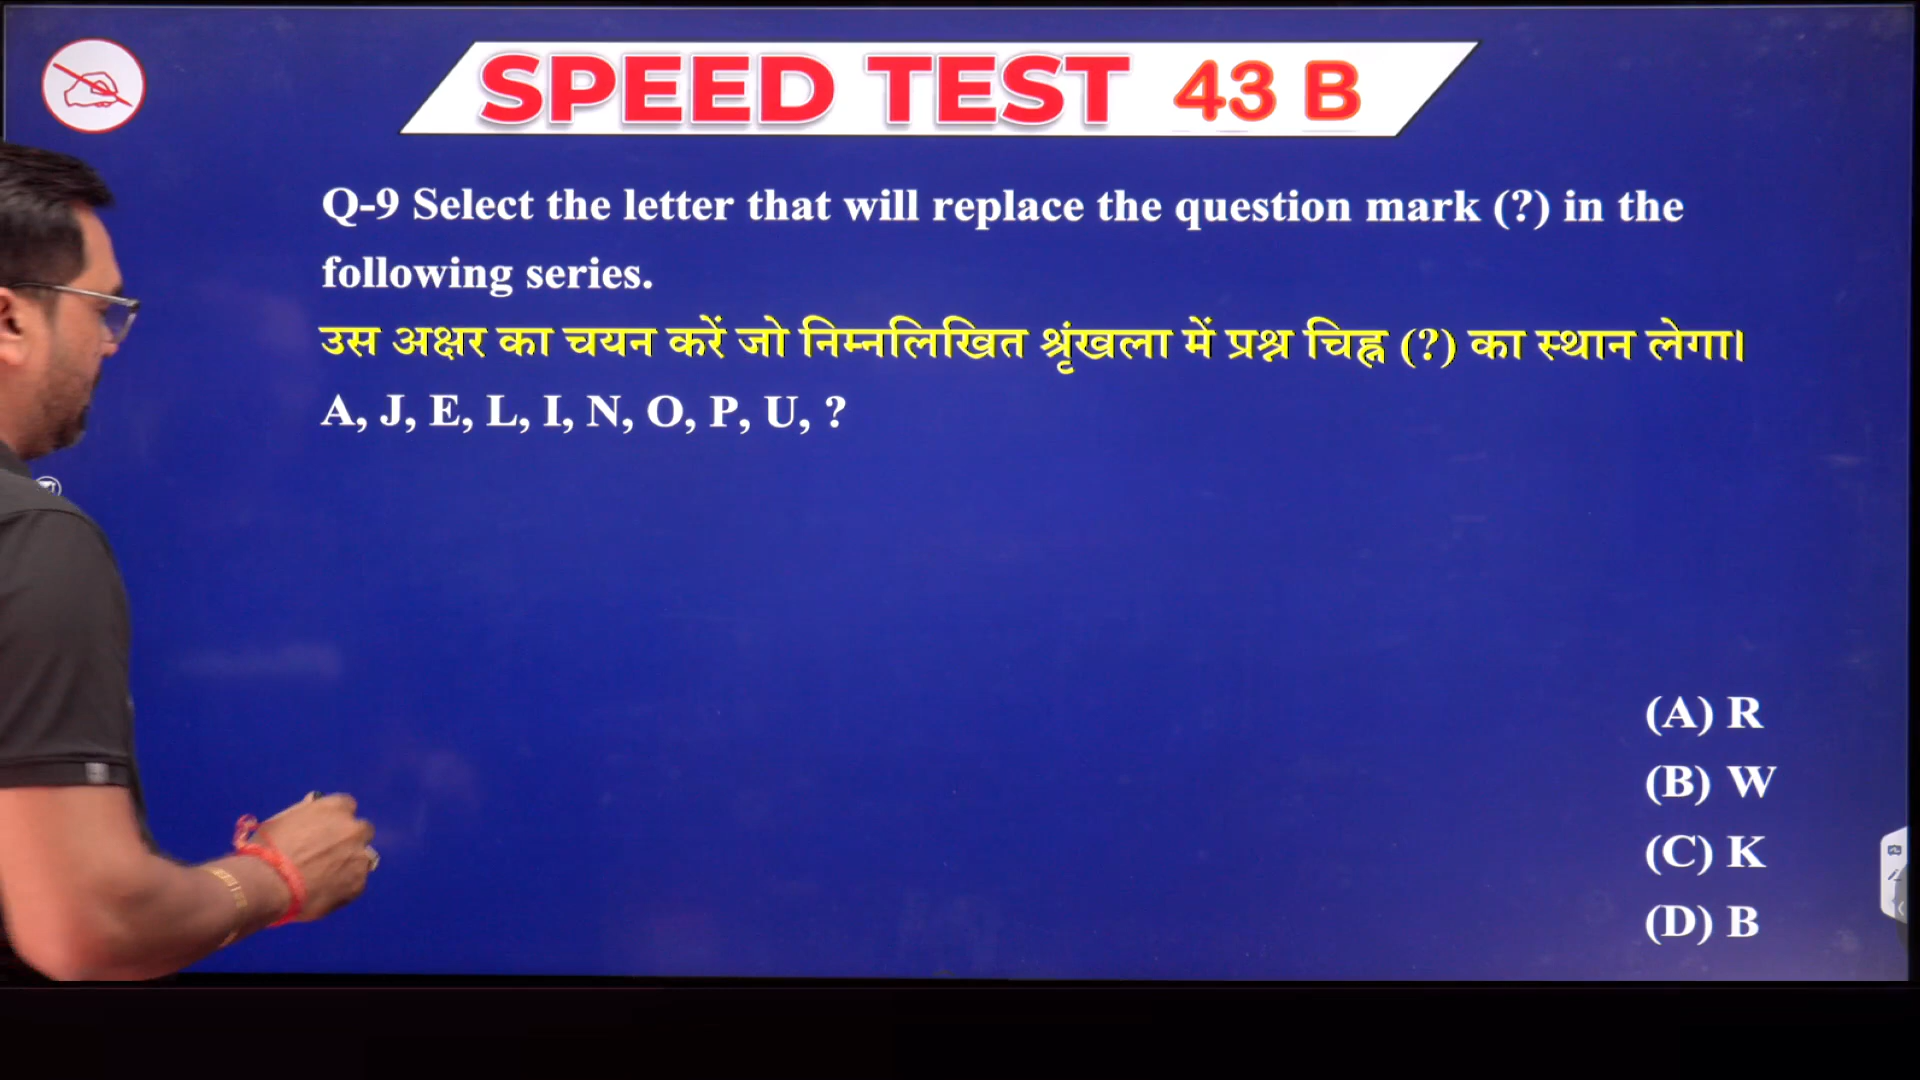 SPEED TEST 43 B
Q-9 Select the letter that will replace the question mark (?) in the
following series.
उस अक्षर का चयन करें जो निम्नलिखित श्रृंखला में प्रश्न चिह्न (?) का स्थान लेगा।
A, J, E, L, I, N, O, P, U, ?
(A) R
(B) W
(C) K
(D) B